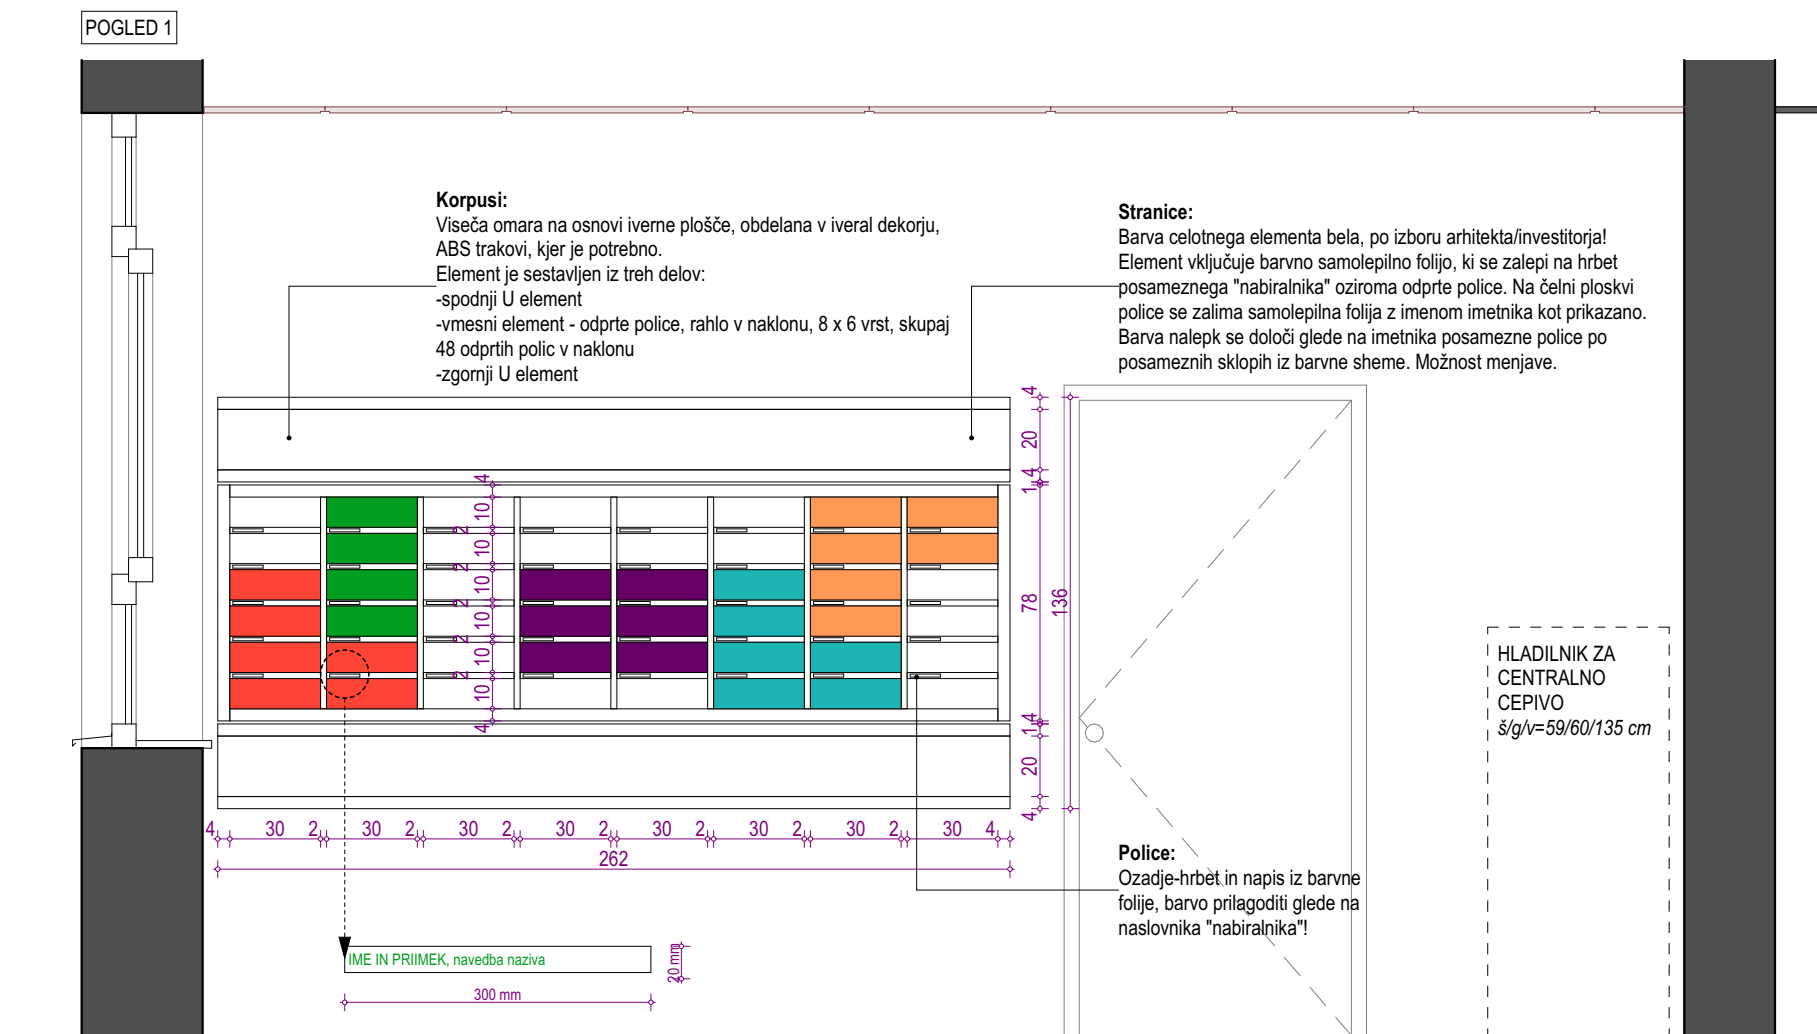 POGLED 1
Korpusi:
Viseča omara na osnovi iverne plošče, obdelana v iveral dekorju,
ABS trakovi, kjer je potrebno.
Element je sestavljen iz treh delov:
-spodnji U element
-vmesni element - odprte police, rahlo v naklonu, 8 x 6 vrst, skupaj
48 odprtih polic v naklonu
-zgornji U element
Stranice:
Barva celotnega elementa bela, po izboru arhitekta/investitorja!
Element vključuje barvno samolepilno folijo, ki se zalepi na hrbet
posameznega "nabiralnika" oziroma odprte police. Na čelni ploskvi
police se zalima samolepilna folija z imenom imetnika kot prikazano.
Barva nalepk se določi glede na imetnika posamezne police po
posameznih sklopih iz barvne sheme. Možnost menjave.
4
10
2
10
2
10
2
10
2
10
2
10
4
4
20
4
1
78
4
1
20
4
136
HLADILNIK ZA
CENTRALNO
CEPIVO
š/g/v=59/60/135 cm
4 30 2 30 2 30 2 30 2 30 2 30 2 30 2 30 4
262
Police:
Ozadje-hrbet in napis iz barvne
folije, barvo prilagoditi glede na
naslovnika "nabiralnika"!
IME IN PRIIMEK, navedba naziva
20 mm
300 mm